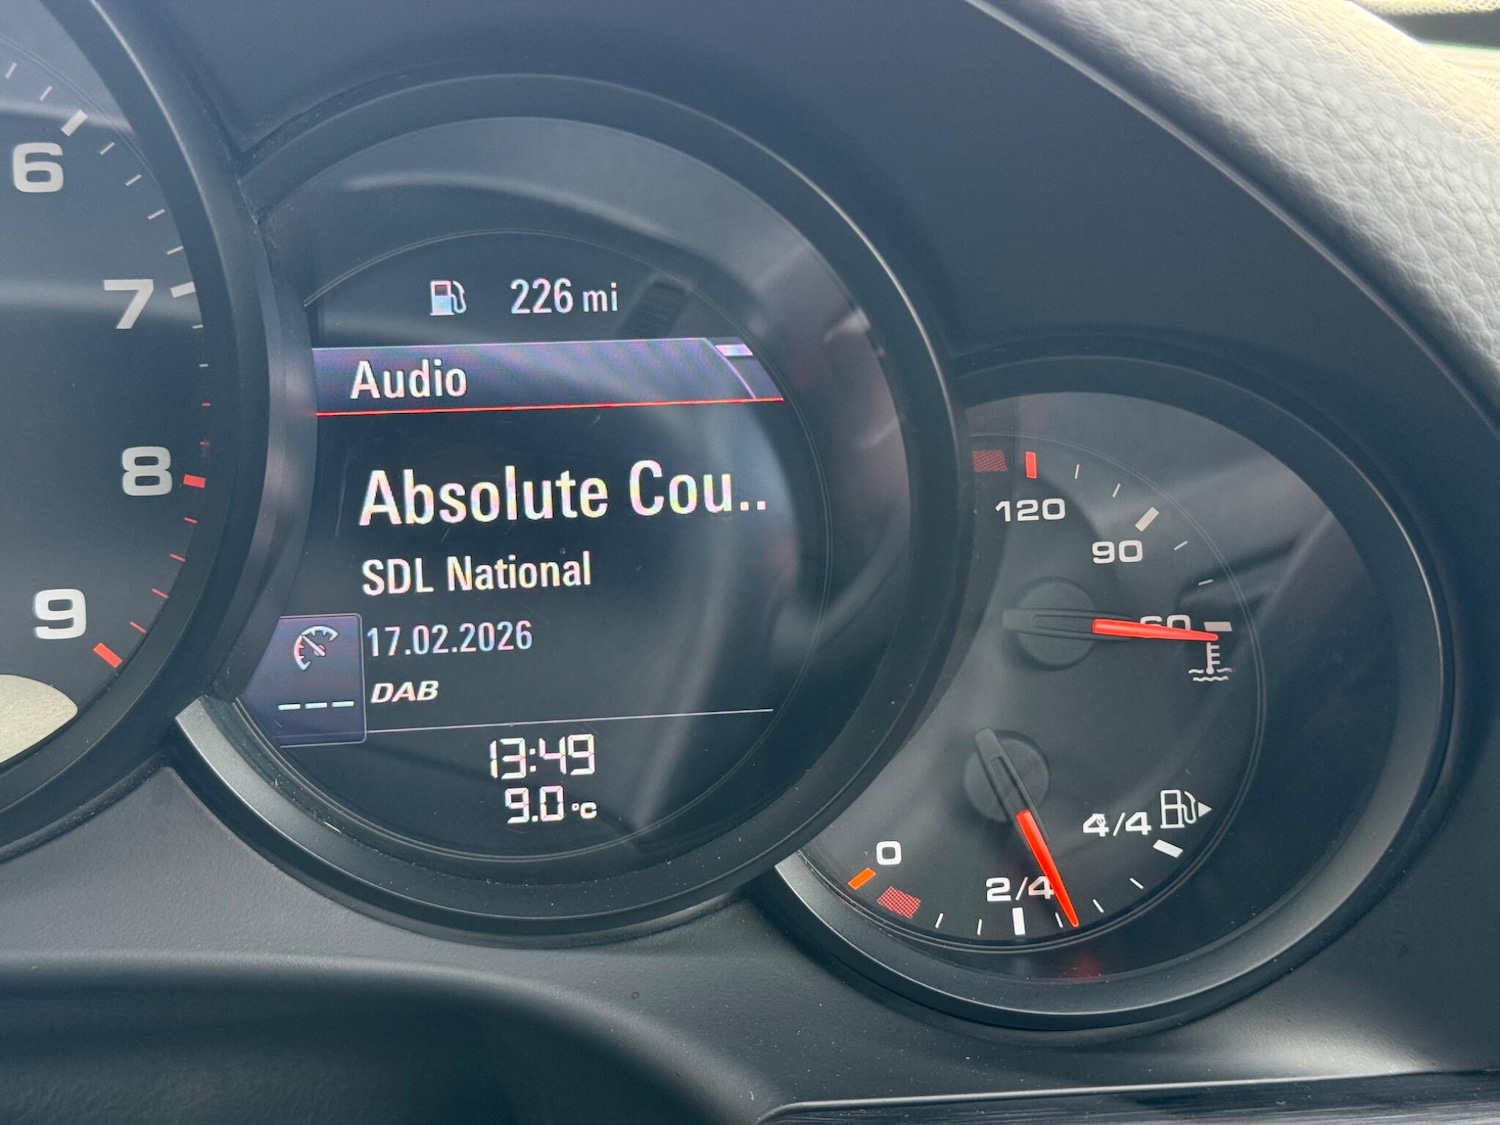 6
7
8
9
226 mi
Audio
Absolute Cou..
SDL National
17.02.2026
DAB
---
13:49
9.0 °C
120
90
60
0
2/4
4/4